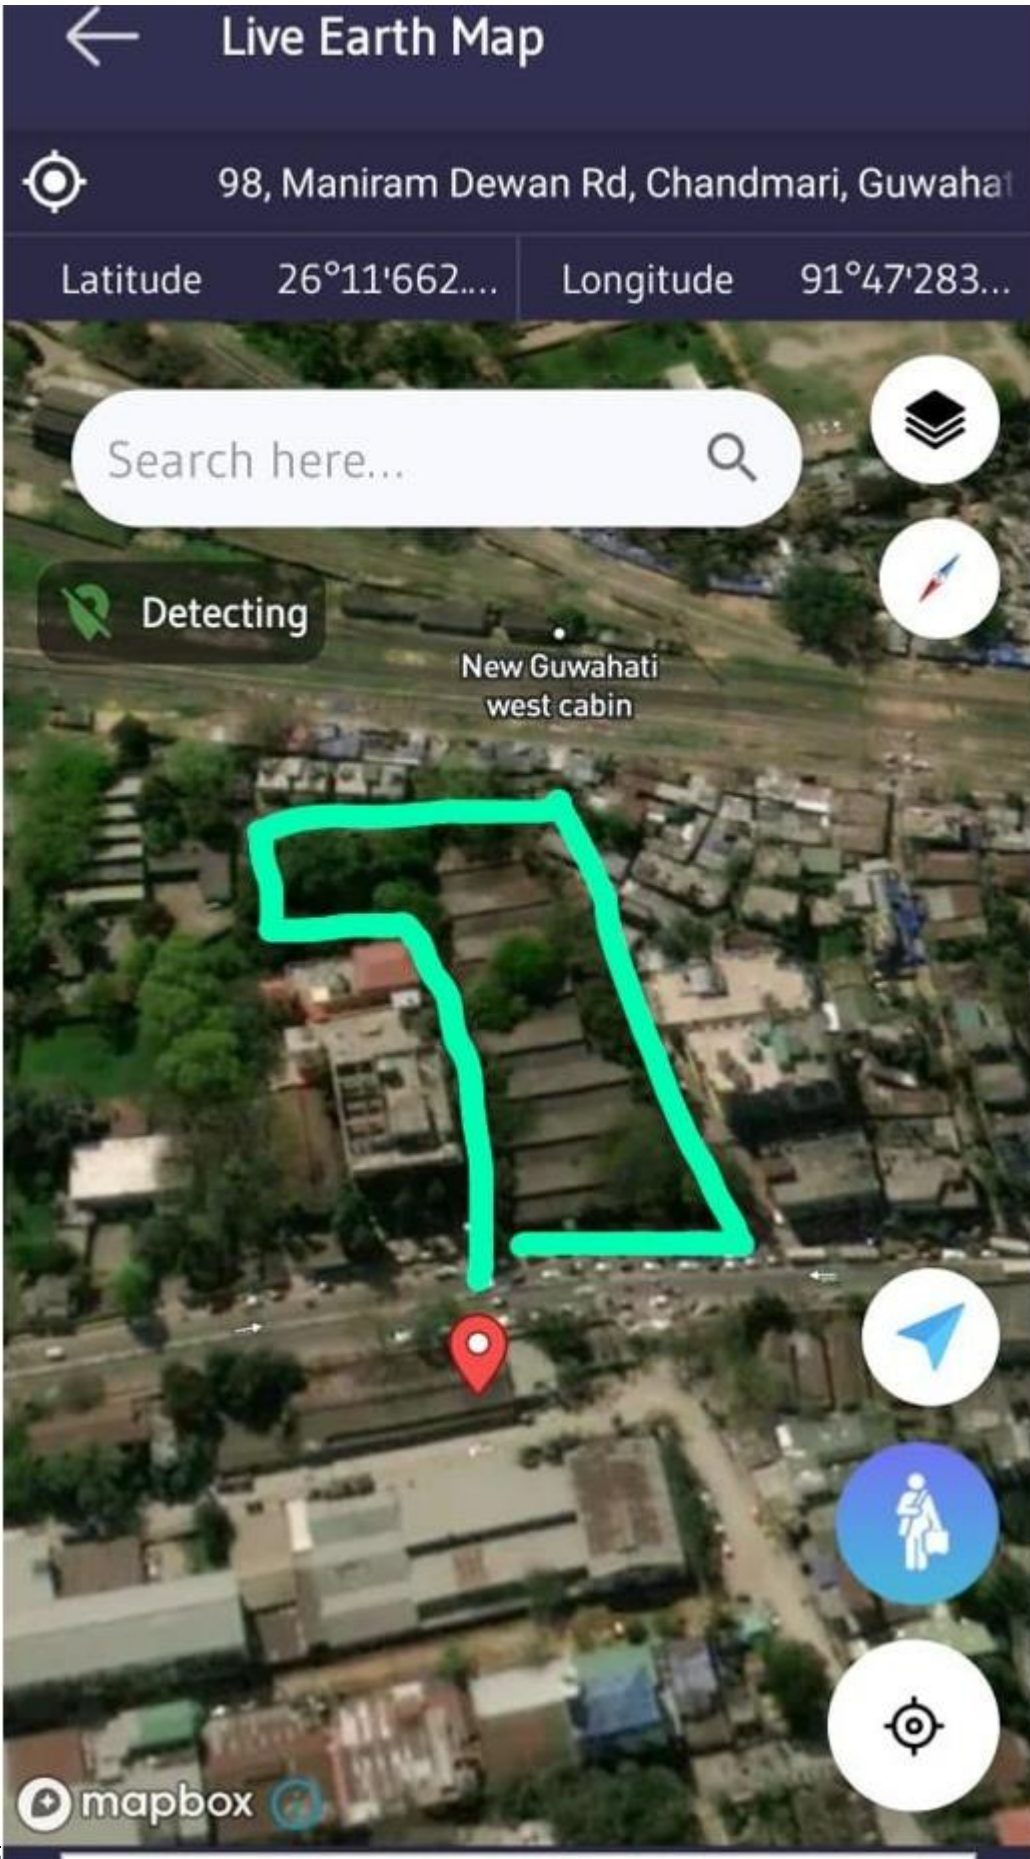 Live Earth Map
98, Maniram Dewan Rd, Chandmari, Guwahat
Latitude 26°11'662....
Longitude 91°47'283...
Search here...
Detecting
New Guwahati
west cabin
mapbox